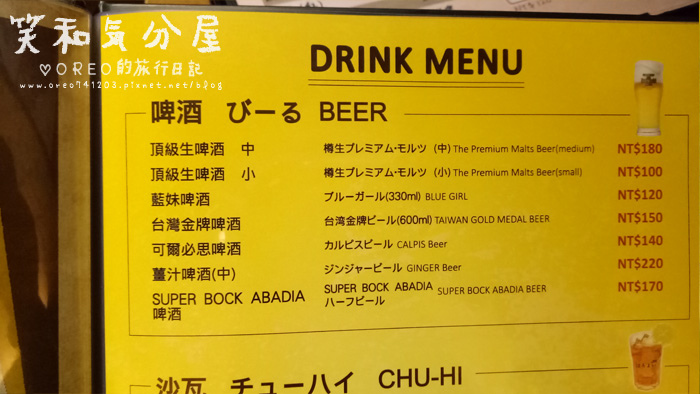 笑和気分屋
♡OREO的旅行日記
www.oreo741203.pixnet.net/blog
DRINK MENU
啤酒 びーる BEER
頂級生啤酒 中 樽生プレミアム・モルツ (中) The Premium Malts Beer(medium) NT$180
頂級生啤酒 小 樽生プレミアム・モルツ (小) The Premium Malts Beer(small) NT$100
藍妹啤酒 ブルーガール(330ml) BLUE GIRL NT$120
台灣金牌啤酒 台湾金牌ビール(600ml) TAIWAN GOLD MEDAL BEER NT$150
可爾必思啤酒 カルピスビール CALPIS Beer NT$140
薑汁啤酒(中) ジンジャービール GINGER Beer NT$220
SUPER BOCK ABADIA SUPER BOCK ABADIA SUPER BOCK ABADIA BEER NT$170
啤酒 ハーフビール
沙瓦 チューハイ CHU-HI